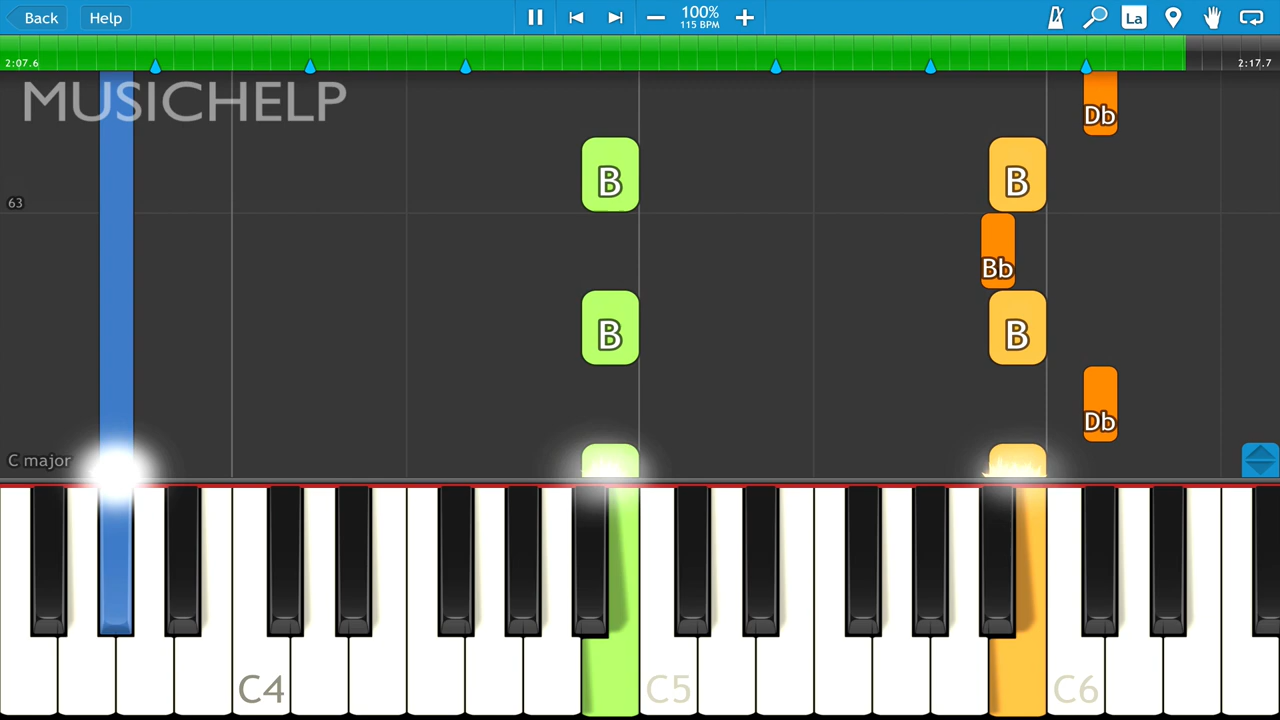 Back Help 100% La
115 BPM
2:07.6 2:17.7
MUSICHELP
Db
B B
63
Bb
B B
Db
C major
C4 C5 C6